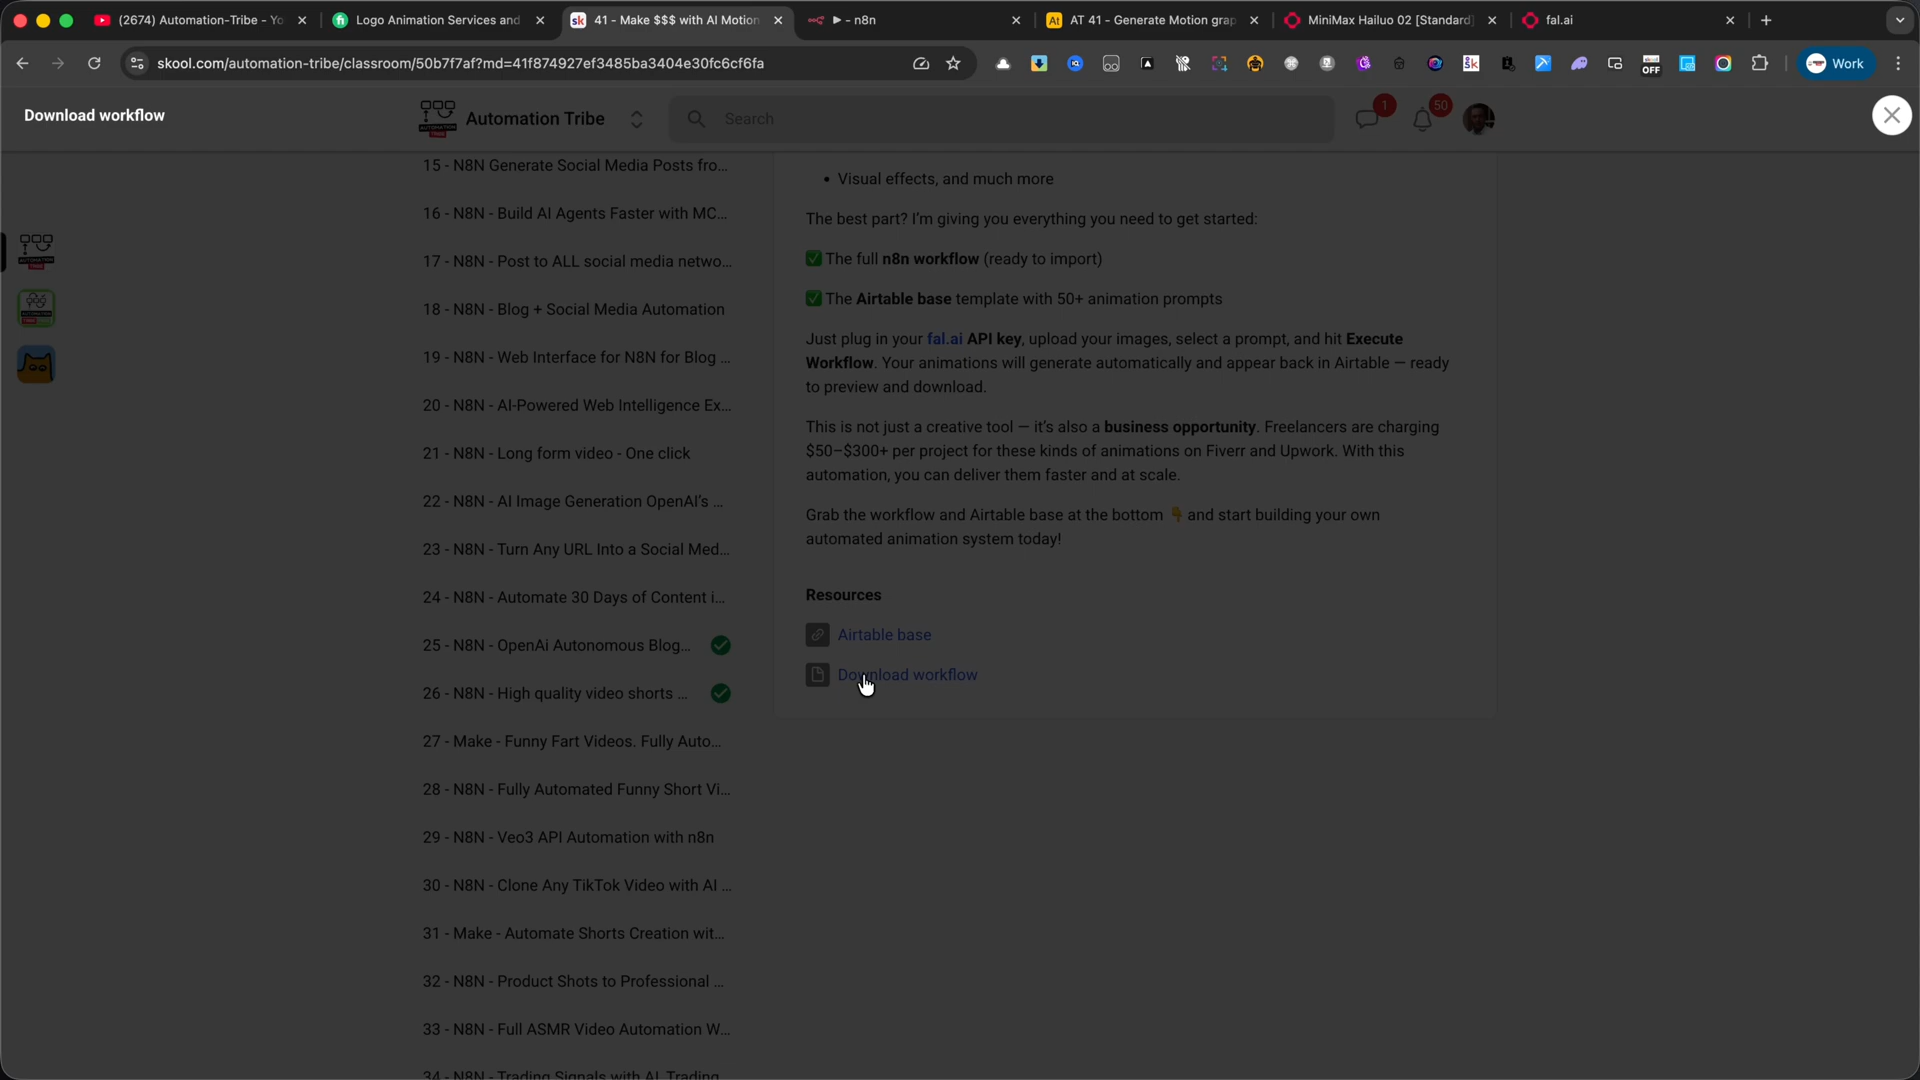 (2674) Automation-Tribe - Yo
Logo Animation Services and
41 - Make $$$ with AI Motion
- n8n
AT 41 - Generate Motion grap
MiniMax Hailuo 02 [Standard]
fal.ai
skool.com/automation-tribe/classroom/50b7f7af?md=41f874927ef3485ba3404e30fc6cf6fa
OFF
Work
Download workflow
Automation Tribe
Search
1
50
15 - N8N Generate Social Media Posts fro...
16 - N8N - Build AI Agents Faster with MC...
17 - N8N - Post to ALL social media netwo...
18 - N8N - Blog + Social Media Automation
19 - N8N - Web Interface for N8N for Blog ...
20 - N8N - AI-Powered Web Intelligence Ex...
21 - N8N - Long form video - One click
22 - N8N - AI Image Generation OpenAI's ...
23 - N8N - Turn Any URL Into a Social Med...
24 - N8N - Automate 30 Days of Content i...
25 - N8N - OpenAi Autonomous Blog...
26 - N8N - High quality video shorts ...
27 - Make - Funny Fart Videos. Fully Auto...
28 - N8N - Fully Automated Funny Short Vi...
29 - N8N - Veo3 API Automation with n8n
30 - N8N - Clone Any TikTok Video with AI ...
31 - Make - Automate Shorts Creation wit...
32 - N8N - Product Shots to Professional ...
33 - N8N - Full ASMR Video Automation W...
34 - N8N - Trading Signals with AI Trading
• Visual effects, and much more
The best part? I'm giving you everything you need to get started:
✅ The full n8n workflow (ready to import)
✅ The Airtable base template with 50+ animation prompts
Just plug in your fal.ai API key, upload your images, select a prompt, and hit Execute
Workflow. Your animations will generate automatically and appear back in Airtable — ready
to preview and download.
This is not just a creative tool — it's also a business opportunity. Freelancers are charging
$50–$300+ per project for these kinds of animations on Fiverr and Upwork. With this
automation, you can deliver them faster and at scale.
Grab the workflow and Airtable base at the bottom 👇 and start building your own
automated animation system today!
Resources
Airtable base
Download workflow